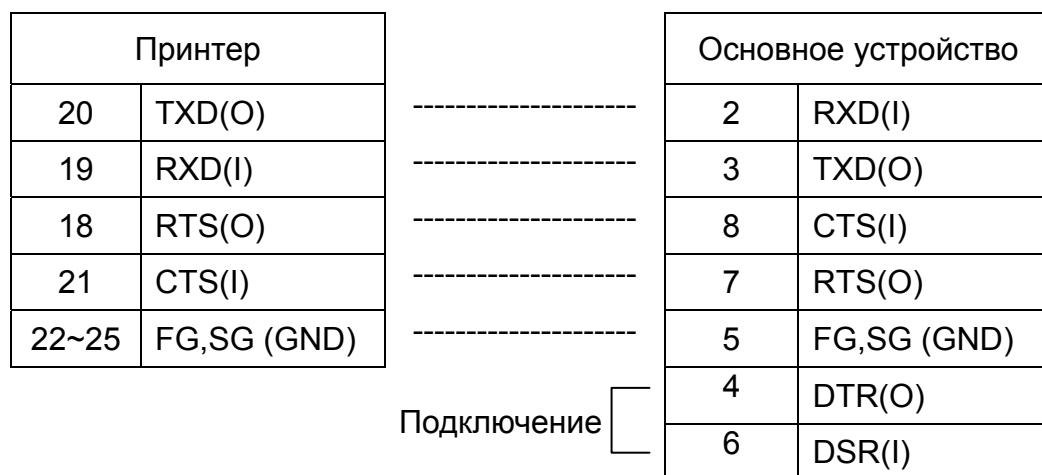 Принтер Основное устройство
20 TXD(O) --------------------- 2 RXD(I)
19 RXD(I) --------------------- 3 TXD(O)
18 RTS(O) --------------------- 8 CTS(I)
21 CTS(I) --------------------- 7 RTS(O)
22~25 FG,SG (GND) --------------------- 5 FG,SG (GND)
4 DTR(O)
Подключение
6 DSR(I)